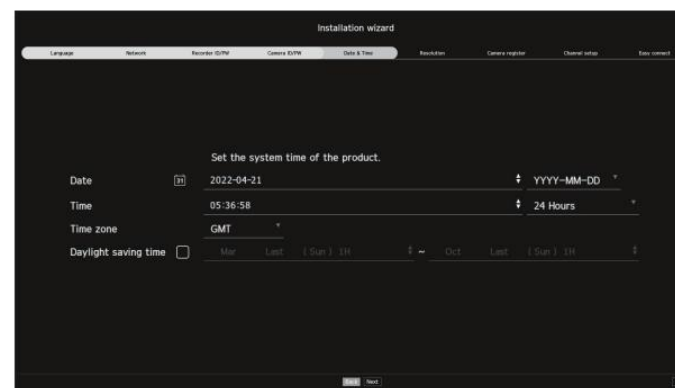 Installation wizard
Language Network Recorder ID/PW Camera ID/PW Date & Time Resolution Camera register Channel setup Easy connect
Set the system time of the product.
Date 31 2022-04-21 YYYY-MM-DD
Time 05:36:58 24 Hours
Time zone GMT
Daylight saving time Mar Last (Sun) 1H ~ Oct Last (Sun) 1H
Back Next